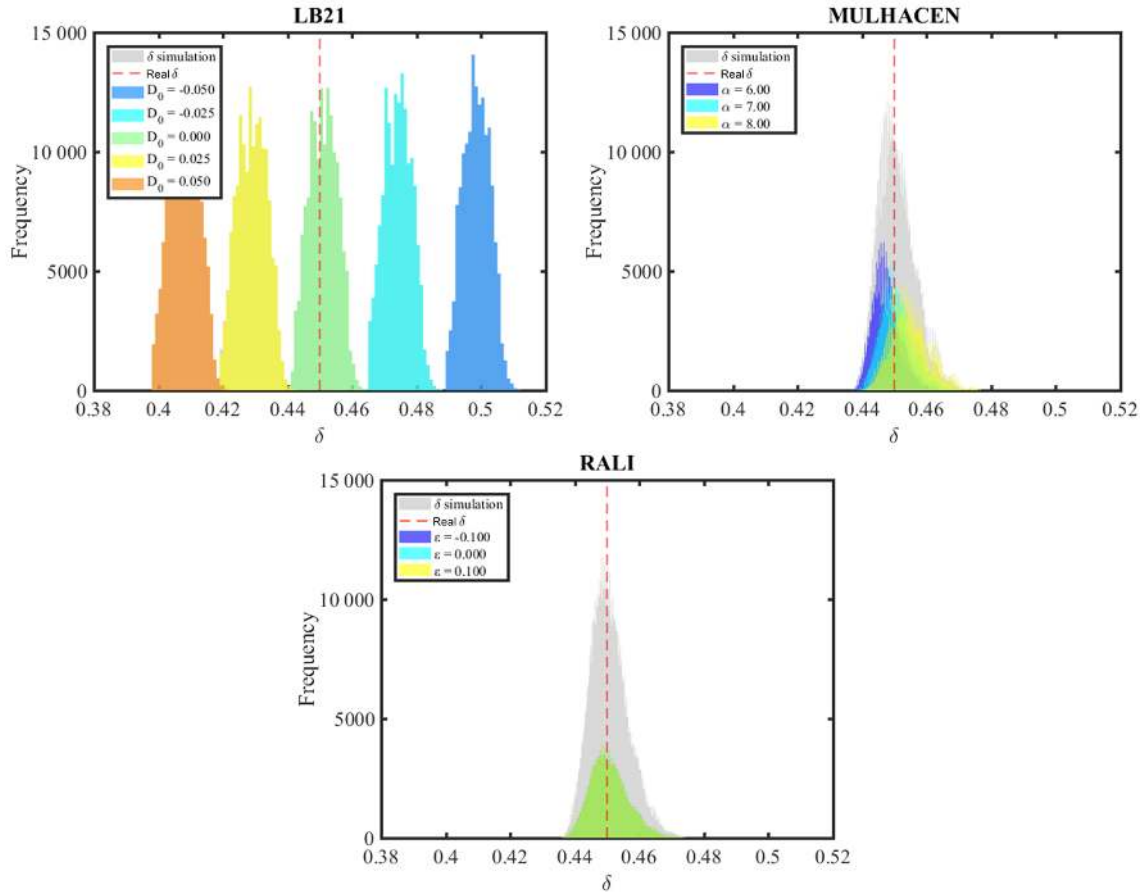 LB21
15 000
10 000
5000
0
Frequency
δ simulation
Real δ
D0 = -0.050
D0 = -0.025
D0 = 0.000
D0 = 0.025
D0 = 0.050
0.38 0.4 0.42 0.44 0.46 0.48 0.5 0.52
δ
MULHACEN
15 000
10 000
5000
0
Frequency
δ simulation
Real δ
α = 6.00
α = 7.00
α = 8.00
0.38 0.4 0.42 0.44 0.46 0.48 0.5 0.52
δ
RALI
15 000
10 000
5000
0
Frequency
δ simulation
Real δ
ε = -0.100
ε = 0.000
ε = 0.100
0.38 0.4 0.42 0.44 0.46 0.48 0.5 0.52
δ